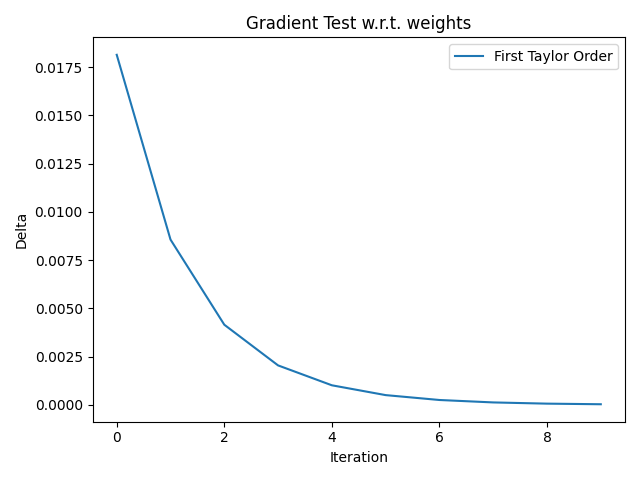 Gradient Test w.r.t. weights
First Taylor Order
0.0175
0.0150
0.0125
0.0100
0.0075
0.0050
0.0025
0.0000
Delta
0 2 4 6 8
Iteration